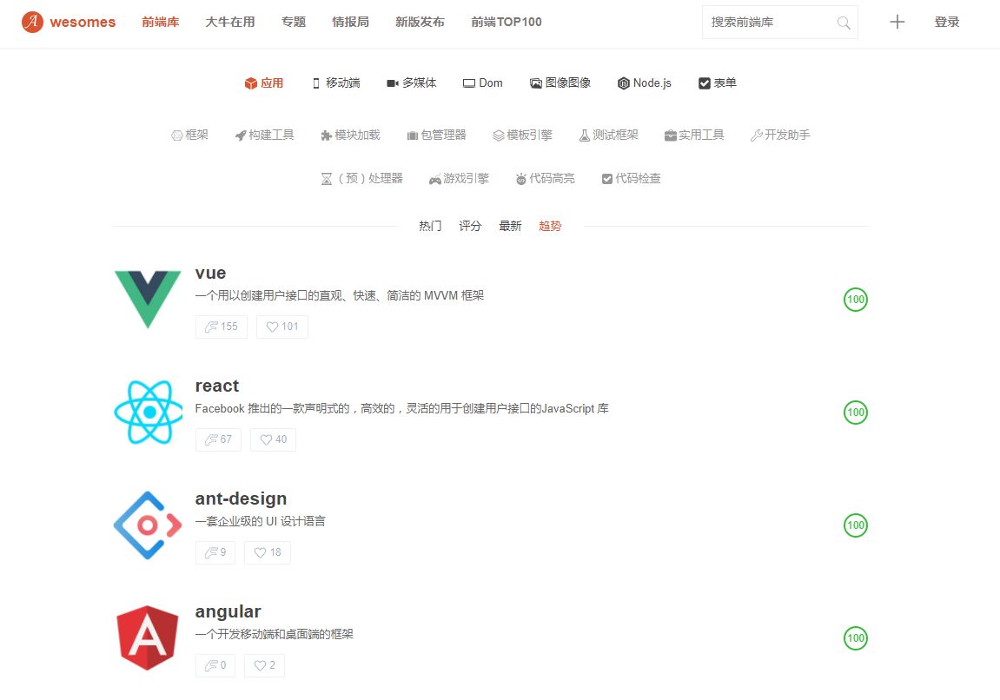 A wesomes 前端库 大牛在用 专题 情报局 新版发布 前端TOP100 搜索前端库 登录
应用 移动端 多媒体 Dom 图像图像 Node.js 表单
框架 构建工具 模块加载 包管理器 模板引擎 测试框架 实用工具 开发助手
（预）处理器 游戏引擎 代码高亮 代码检查
热门 评分 最新 趋势
vue
一个用以创建用户接口的直观、快速、简洁的 MVVM 框架
100
155 101
react
Facebook 推出的一款声明式的，高效的，灵活的用于创建用户接口的JavaScript 库
100
67 40
ant-design
一套企业级的 UI 设计语言
100
9 18
angular
一个开发移动端和桌面端的框架
100
0 2